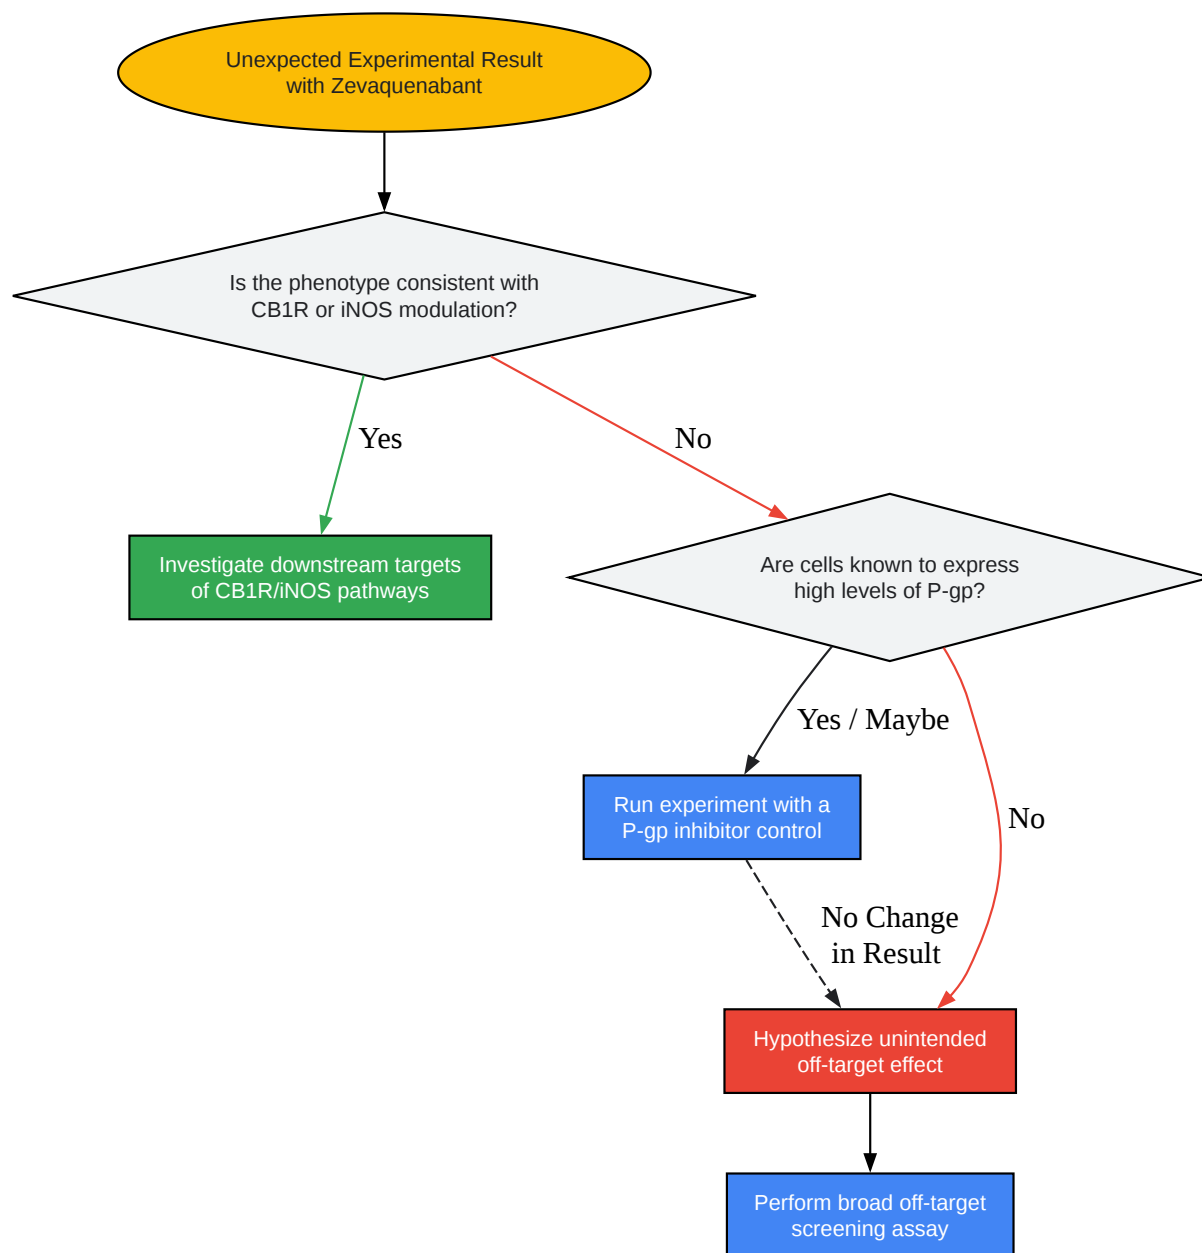 Unexpected Experimental Result
with Zevaquenabant
Is the phenotype consistent with
CB1R or iNOS modulation?
Yes
No
Investigate downstream targets
of CB1R/iNOS pathways
Are cells known to express
high levels of P-gp?
Yes / Maybe
Run experiment with a
P-gp inhibitor control
No
No Change
in Result
Hypothesize unintended
off-target effect
Perform broad off-target
screening assay